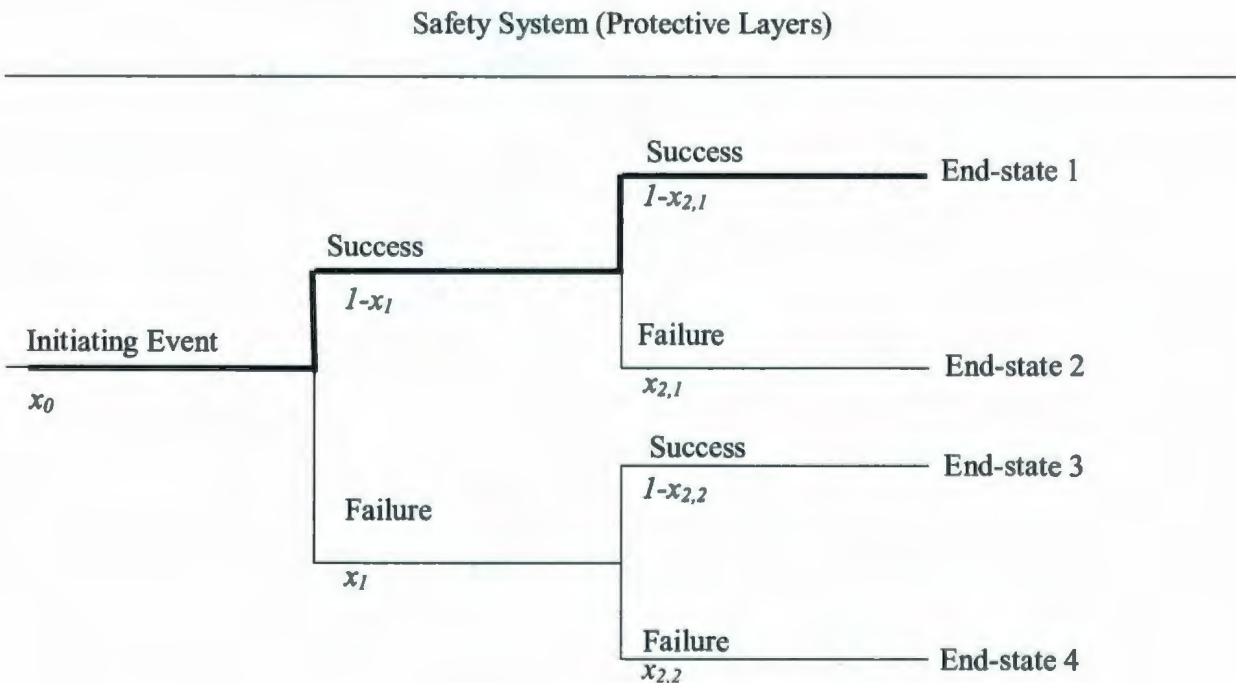 Safety System (Protective Layers)
Success
End-state 1
1-x2,1
Success
1-x1
Failure
Initiating Event
End-state 2
x2,1
x0
Success
End-state 3
1-x2,2
Failure
x1
Failure
End-state 4
x2,2